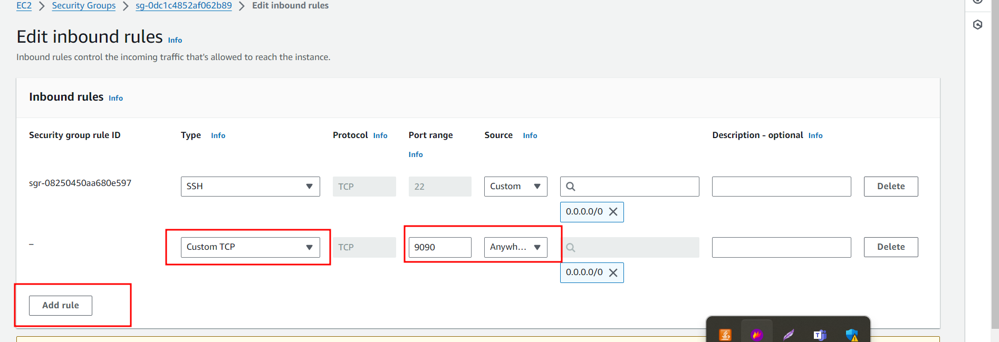 EC2 > Security Groups > sg-0dc1c4852af062b89 > Edit inbound rules
Edit inbound rules Info
Inbound rules control the incoming traffic that's allowed to reach the instance.
Inbound rules Info
Security group rule ID Type Info Protocol Info Port range Source Info Description - optional Info
Info
sgr-08250450aa680e597 SSH TCP 22 Custom Delete
0.0.0.0/0
– Custom TCP TCP 9090 Anywh... Delete
0.0.0.0/0
Add rule